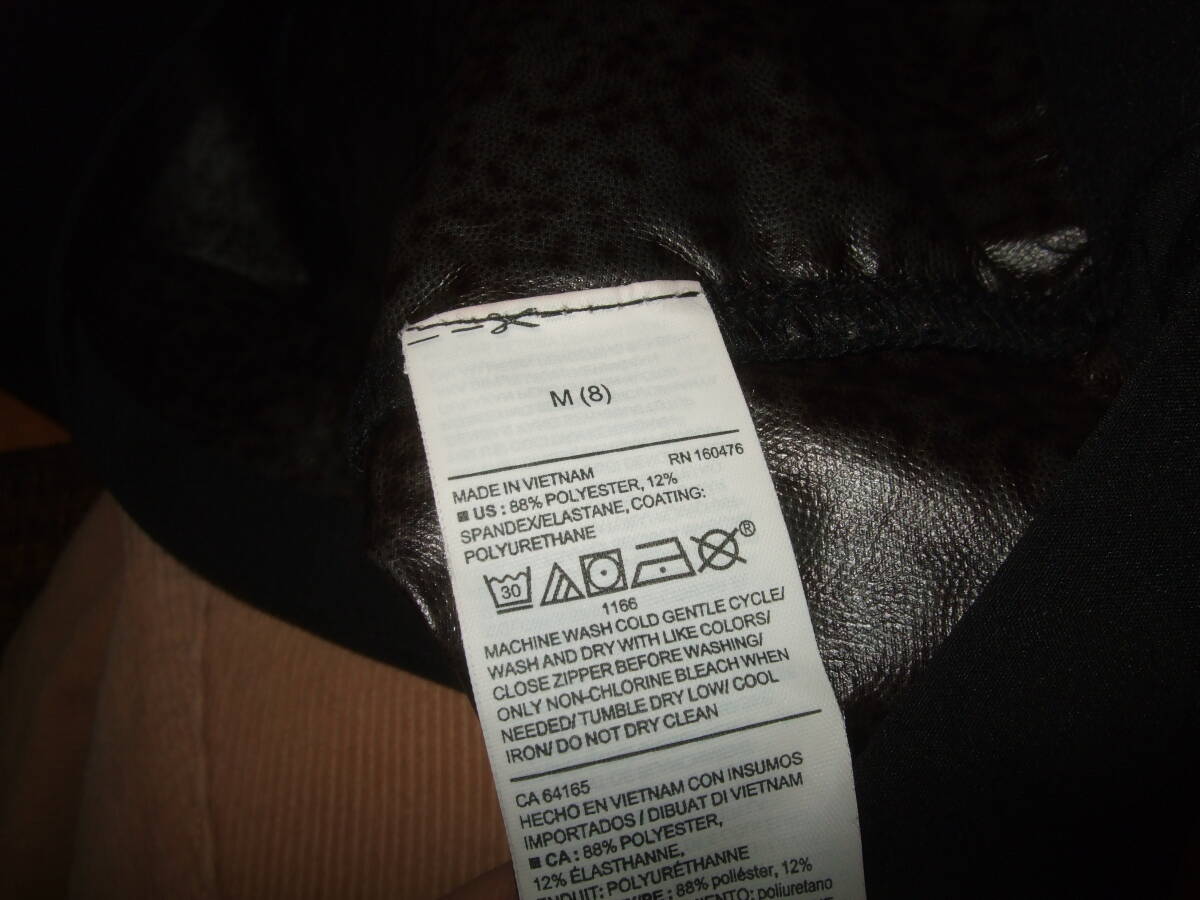 M (8)
RN 160476
MADE IN VIETNAM
US : 88% POLYESTER, 12%
SPANDEX/ELASTANE, COATING:
POLYURETHANE
30
®
1166
MACHINE WASH COLD GENTLE CYCLE/
WASH AND DRY WITH LIKE COLORS/
CLOSE ZIPPER BEFORE WASHING/
ONLY NON-CHLORINE BLEACH WHEN
NEEDED/ TUMBLE DRY LOW/ COOL
IRON/ DO NOT DRY CLEAN
CA 64165
HECHO EN VIETNAM CON INSUMOS
IMPORTADOS / DIBUAT DI VIETNAM
CA : 88% POLYESTER,
12% ÉLASTHANNE,
ENDUIT: POLYURÉTHANNE
88% poliéster, 12%
poliuretano